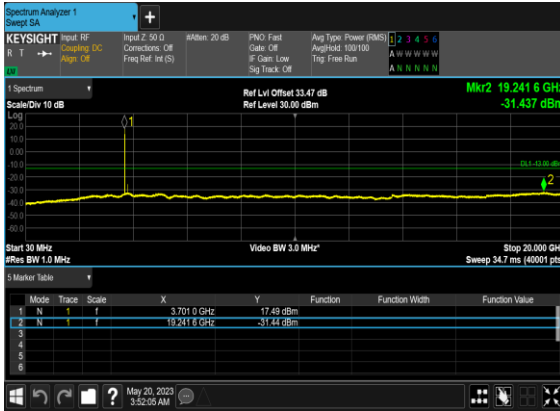 Spectrum Analyzer 1
Swept SA
+
KEYSIGHT
R T
LXI
Input: RF
Coupling: DC
Align: Off
Input Z: 50 Ω
Corrections: Off
Freq Ref: Int (S)
#Atten: 20 dB
PNO: Fast
Gate: Off
IF Gain: Low
Sig Track: Off
Avg Type: Power (RMS)
Avg|Hold: 100/100
Trig: Free Run
1 2 3 4 5 6
A W W W W W
A N N N N N
1 Spectrum
Scale/Div 10 dB
Ref Lvl Offset 33.47 dB
Ref Level 30.00 dBm
Mkr2 19.241 6 GHz
-31.437 dBm
Log
20.0
10.0
0.00
-10.0
-20.0
-30.0
-40.0
-50.0
-60.0
1
DL1 -13.00 dBm
2
Start 30 MHz
#Res BW 1.0 MHz
Video BW 3.0 MHz*
Stop 20.000 GHz
Sweep 34.7 ms (40001 pts)
5 Marker Table
Mode Trace Scale X Y Function Function Width Function Value
1 N 1 f 3.701 0 GHz 17.49 dBm
2 N 1 f 19.241 6 GHz -31.44 dBm
3
4
5
6
?
May 20, 2023
3:52:05 AM